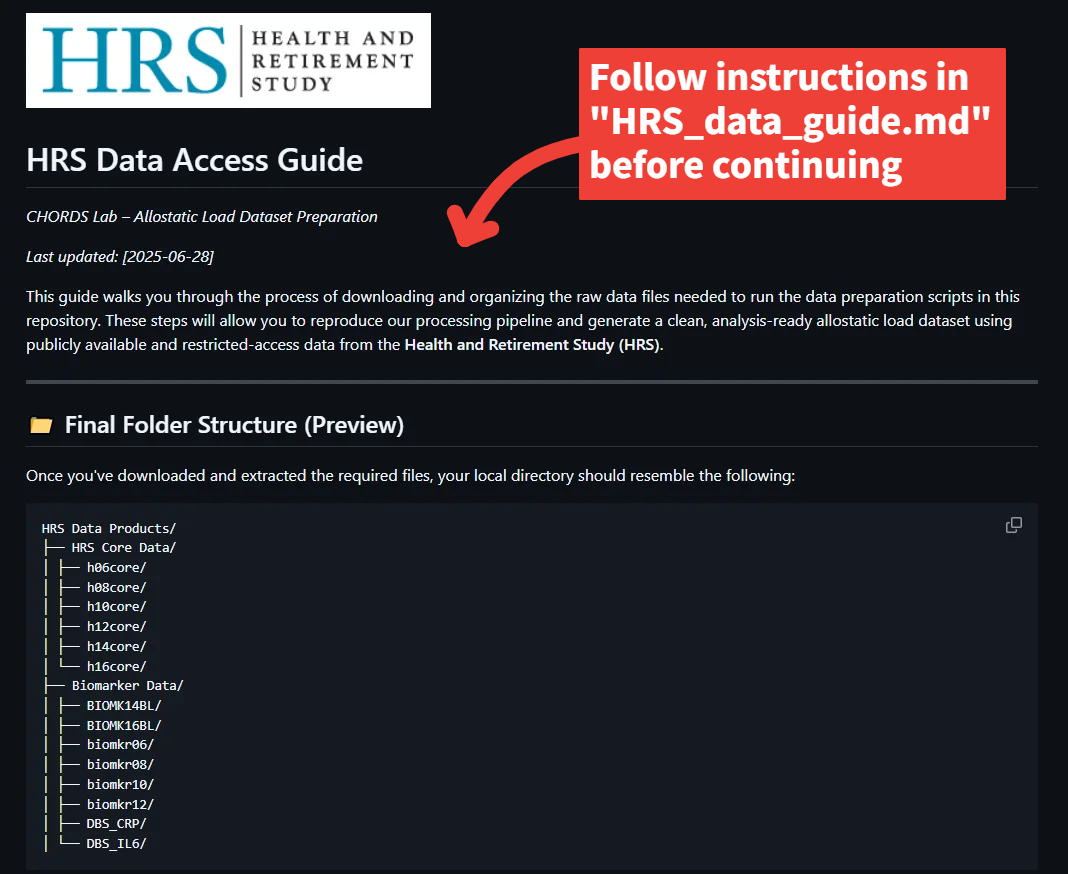 HRS HEALTH AND
RETIREMENT
STUDY
Follow instructions in
"HRS_data_guide.md"
before continuing
HRS Data Access Guide
CHORDS Lab – Allostatic Load Dataset Preparation
Last updated: [2025-06-28]
This guide walks you through the process of downloading and organizing the raw data files needed to run the data preparation scripts in this
repository. These steps will allow you to reproduce our processing pipeline and generate a clean, analysis-ready allostatic load dataset using
publicly available and restricted-access data from the Health and Retirement Study (HRS).
📁 Final Folder Structure (Preview)
Once you've downloaded and extracted the required files, your local directory should resemble the following:
HRS Data Products/
├── HRS Core Data/
│ ├── h06core/
│ ├── h08core/
│ ├── h10core/
│ ├── h12core/
│ ├── h14core/
│ └── h16core/
├── Biomarker Data/
│ ├── BIOMK14BL/
│ ├── BIOMK16BL/
│ ├── biomkr06/
│ ├── biomkr08/
│ ├── biomkr10/
│ ├── biomkr12/
│ ├── DBS_CRP/
│ └── DBS_IL6/